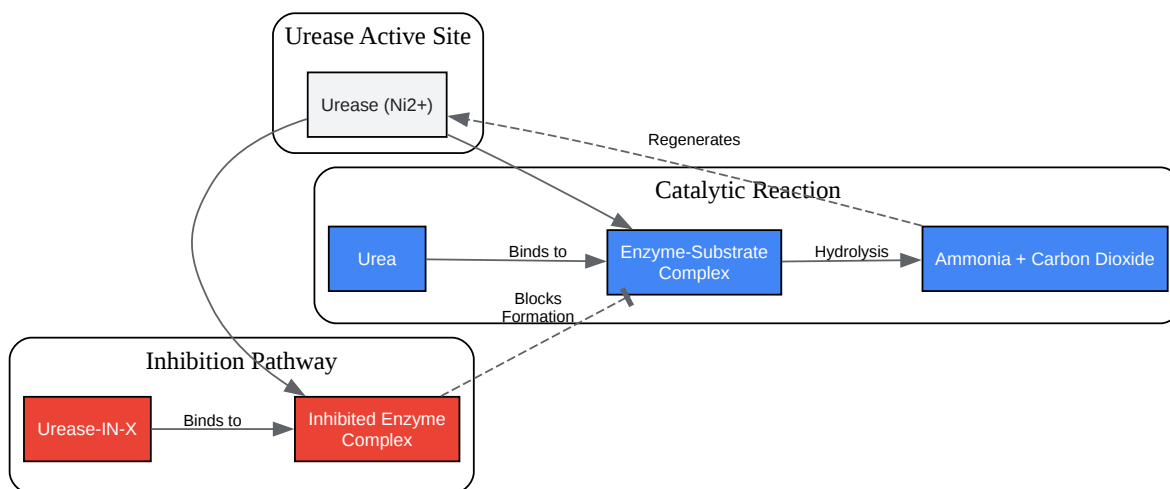 Urease Active Site
Urease (Ni2+)
Regenerates
Catalytic Reaction
Urea
Binds to
Enzyme-Substrate
Complex
Hydrolysis
Ammonia + Carbon Dioxide
Blocks
Formation
Inhibition Pathway
Urease-IN-X
Binds to
Inhibited Enzyme
Complex